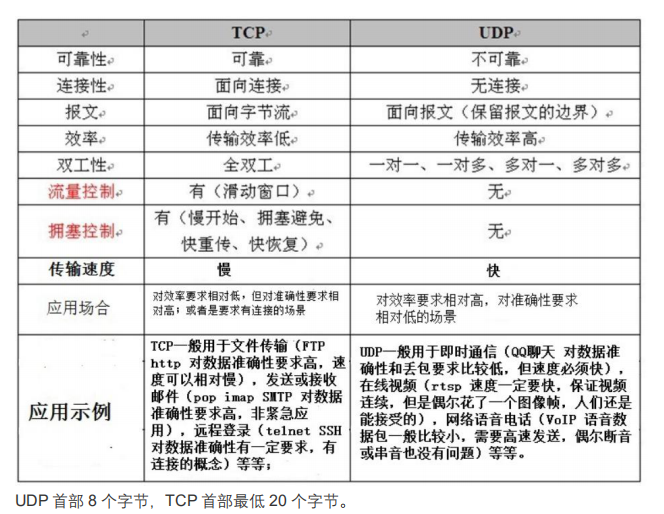 TCP UDP
可靠性 可靠 不可靠
连接性 面向连接 无连接
报文 面向字节流 面向报文（保留报文的边界）
效率 传输效率低 传输效率高
双工性 全双工 一对一、一对多、多对一、多对多
流量控制 有（滑动窗口） 无
拥塞控制 有（慢开始、拥塞避免、
快重传、快恢复） 无
传输速度 慢 快
应用场合 对效率要求相对低，但对准确性要求相
对高；或者是要求有连接的场景
对效率要求相对高，对准确性要求
相对低的场景
应用示例
TCP一般用于文件传输（FTP
http 对数据准确性要求高，速
度可以相对慢），发送或接收
邮件（pop imap SMTP 对数据
准确性要求高，非紧急应
用），远程登录（telnet SSH
对数据准确性有一定要求，有
连接的概念）等等；
UDP一般用于即时通信（QQ聊天 对数据准
确性和丢包要求比较低，但速度必须快），
在线视频（rtsp 速度一定要快，保证视频
连续，但是偶尔花了一个图像帧，人们还是
能接受的），网络语音电话（VoIP 语音数
据包一般比较小，需要高速发送，偶尔断音
或串音也没有问题）等等。
UDP 首部 8 个字节，TCP 首部最低 20 个字节。